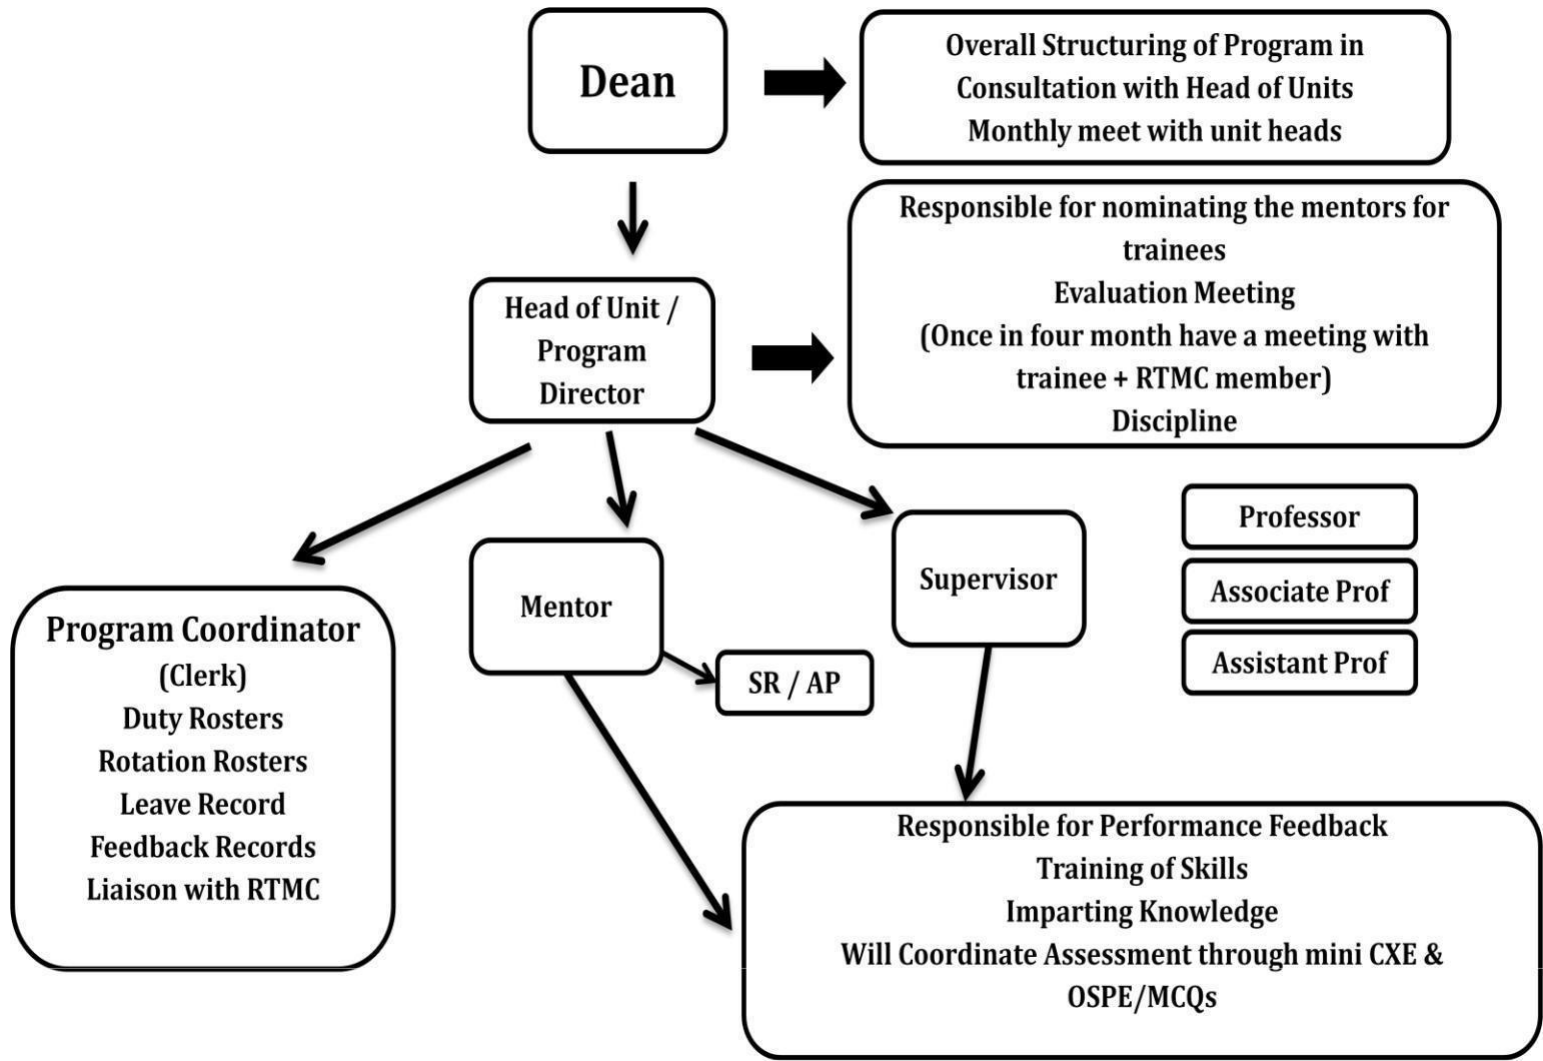 Dean
Overall Structuring of Program in
Consultation with Head of Units
Monthly meet with unit heads
Responsible for nominating the mentors for
trainees
Evaluation Meeting
(Once in four month have a meeting with
trainee + RTMC member)
Discipline
Head of Unit /
Program
Director
Professor
Associate Prof
Assistant Prof
Supervisor
Mentor
SR / AP
Program Coordinator
(Clerk)
Duty Rosters
Rotation Rosters
Leave Record
Feedback Records
Liaison with RTMC
Responsible for Performance Feedback
Training of Skills
Imparting Knowledge
Will Coordinate Assessment through mini CXE &
OSPE/MCQs